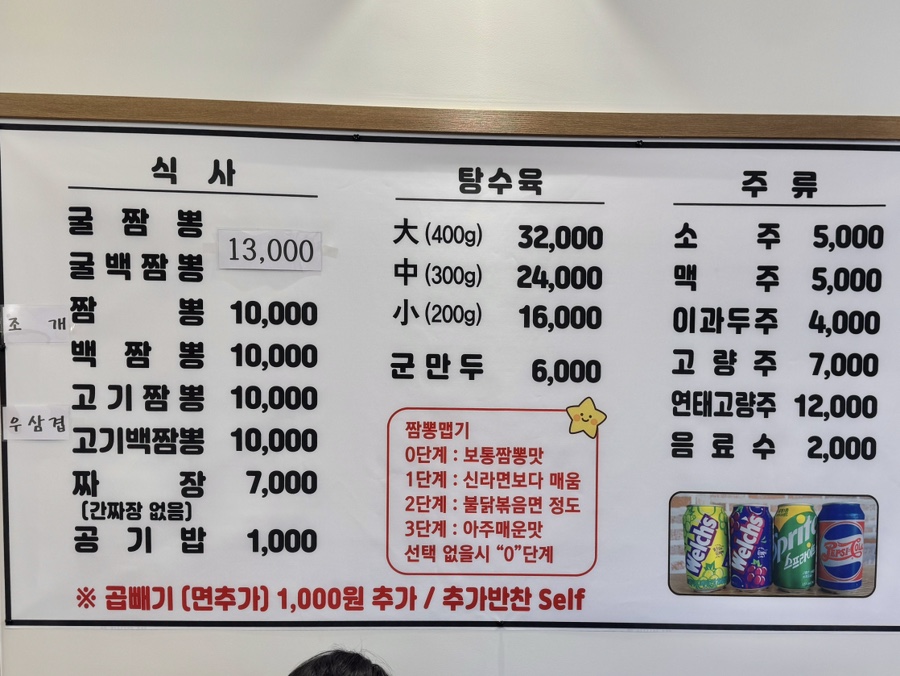 식 사
굴 짬 뽕
13,000
굴백짬뽕
조 개
짬 뽕 10,000
백 짬 뽕 10,000
고기짬뽕 10,000
우삼겹
고기백짬뽕 10,000
짜 장 7,000
(간짜장 없음)
공 기 밥 1,000
탕수육
大 (400g) 32,000
中 (300g) 24,000
小 (200g) 16,000
군만두 6,000
짬뽕맵기
0단계 : 보통짬뽕맛
1단계 : 신라면보다 매움
2단계 : 불닭볶음면 정도
3단계 : 아주매운맛
선택 없을시 “0”단계
주 류
소 주 5,000
맥 주 5,000
이과두주 4,000
고 량 주 7,000
연태고량주 12,000
음 료 수 2,000
Welchs
Welchs
Sprite
스프라이트
PEPSI-COLA
※ 곱빼기 (면추가) 1,000원 추가 / 추가반찬 Self